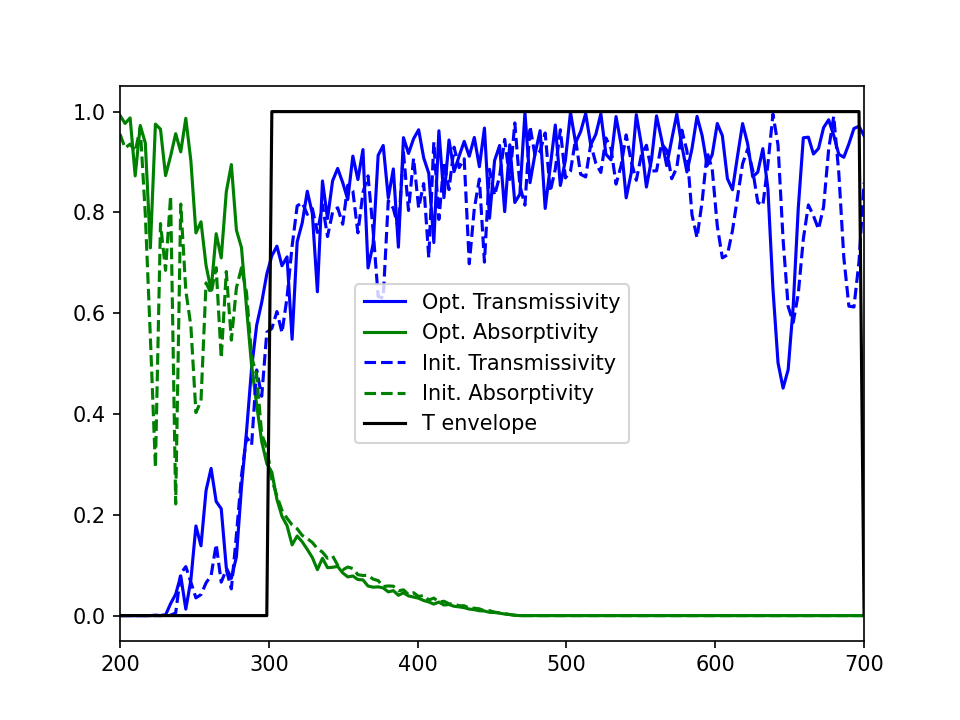 1.0
0.8
0.6
0.4
0.2
0.0
Opt. Transmissivity
Opt. Absorptivity
Init. Transmissivity
Init. Absorptivity
T envelope
200 300 400 500 600 700